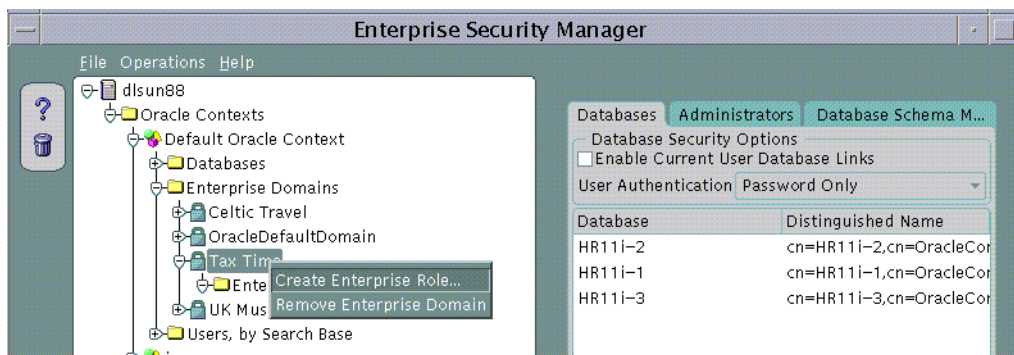 Enterprise Security Manager
File Operations Help
dlsun88
Oracle Contexts
Default Oracle Context
Databases
Enterprise Domains
Celtic Travel
OracleDefaultDomain
Tax Time
Create Enterprise Role...
Ente
Remove Enterprise Domain
UK Mus
Users, by Search Base
Databases Administrators Database Schema M...
Database Security Options
Enable Current User Database Links
User Authentication Password Only
Database Distinguished Name
HR11i-2 cn=HR11i-2,cn=OracleCor
HR11i-1 cn=HR11i-1,cn=OracleCor
HR11i-3 cn=HR11i-3,cn=OracleCor